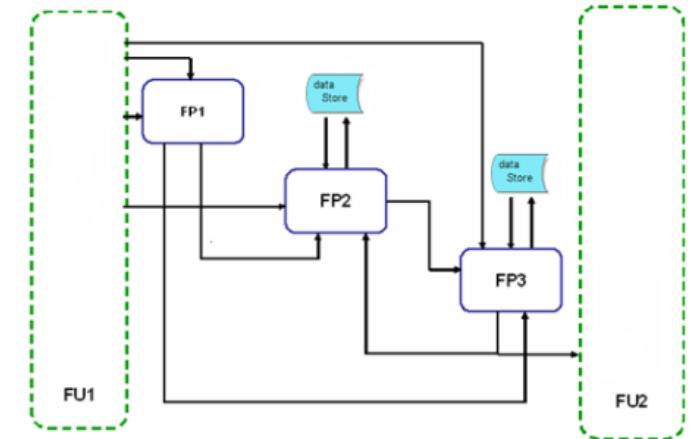 data
Store
FP1
data
Store
FP2
FP3
FU1
FU2